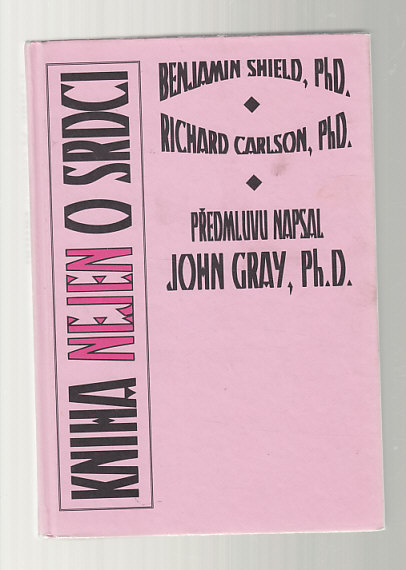 KNIHA NEJEN O SRDCI
BENJAMIN SHIELD, PhD.
RICHARD CARLSON, PhD.
PŘEDMLUVU NAPSAL
JOHN GRAY, Ph.D.